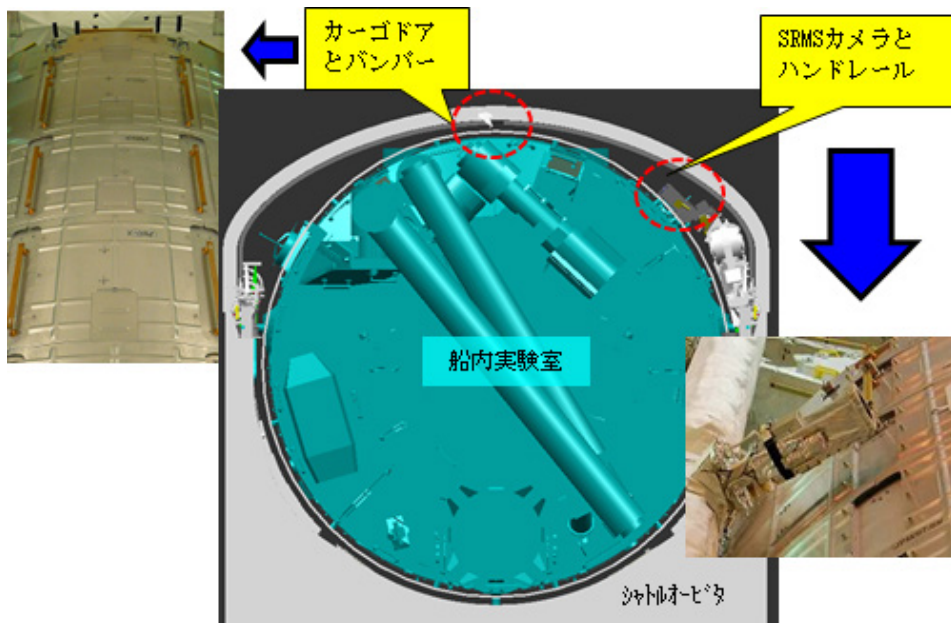 カーゴドア
とバンパー
SRMSカメラと
ハンドレール
船内実験室
シャトルオービタ